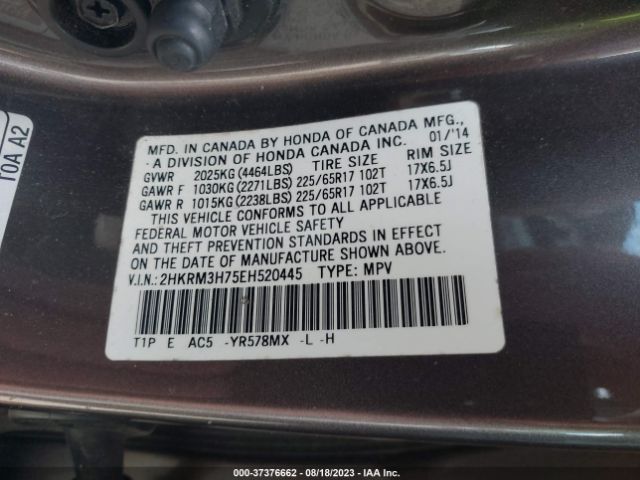 MFD. IN CANADA BY HONDA OF CANADA MFG.,
A DIVISION OF HONDA CANADA INC. 01/'14
GVWR 2025KG(4464LBS) TIRE SIZE RIM SIZE
GAWR F 1030KG(2271LBS) 225/65R17 102T 17X6.5J
GAWR R 1015KG(2238LBS) 225/65R17 102T 17X6.5J
THIS VEHICLE CONFORMS TO ALL APPLICABLE
FEDERAL MOTOR VEHICLE SAFETY
AND THEFT PREVENTION STANDARDS IN EFFECT
ON THE DATE OF MANUFACTURE SHOWN ABOVE.
V.I.N.: 2HKRM3H75EH520445 TYPE: MPV
T1P E AC5 -YR578MX -L -H
T0A A2
000-37376662 - 08/18/2023 - IAA Inc.